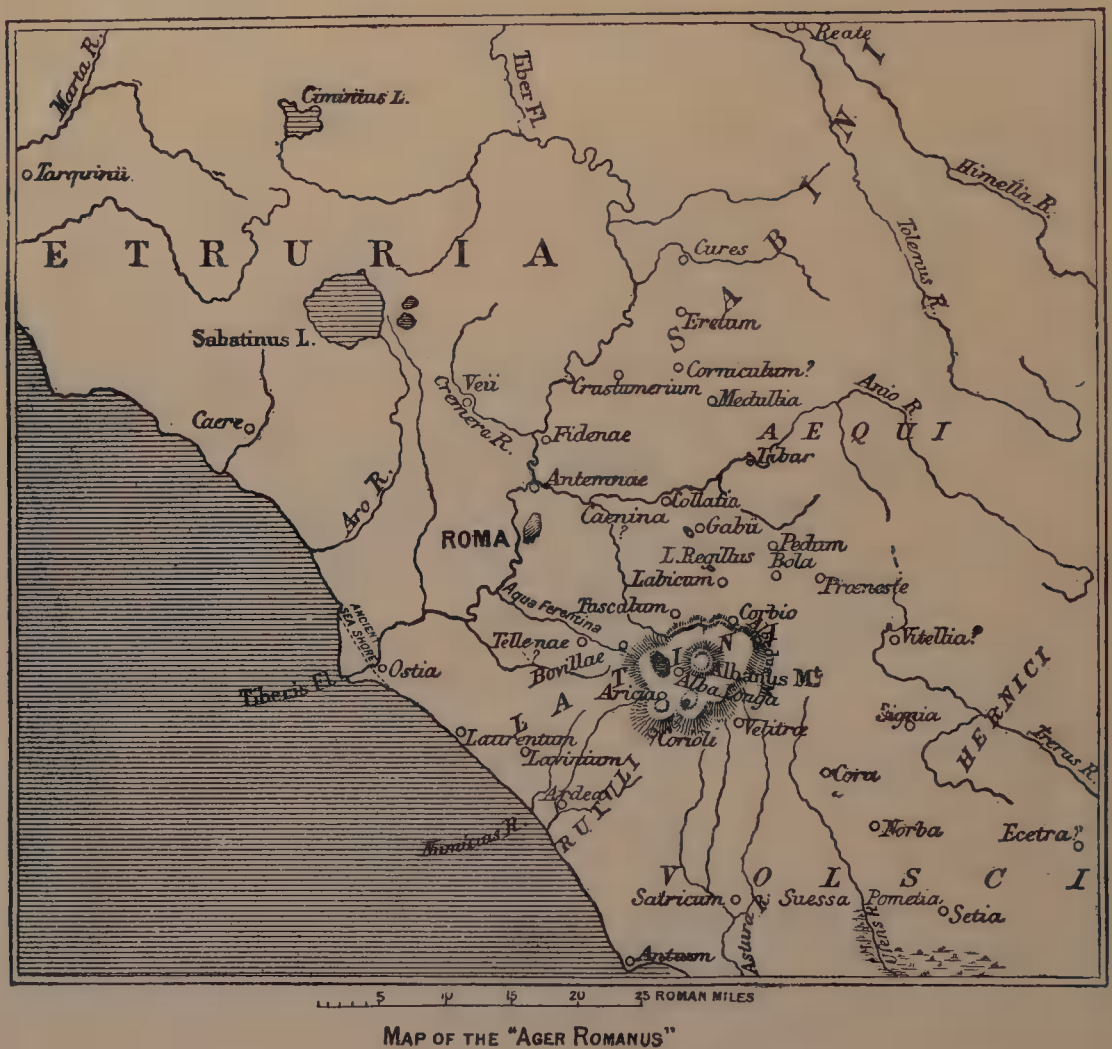 Reate
Marta R.
Tiber Fl.
Ciminius L.
Himella R.
Tarquinii.
Tolenus R.
ETRURIA
SABINI
Cures
Eretum
Sabatinus L.
Corniculum?
Crustumerium
Veii
Medullia
Anio R.
Cremera R.
Caere
Fidenae
AEQUI
Tibur
Antemnae
Collatia
Aro R.
Caenina
?
Gabii
ROMA
L. Regillus
Pedum
Bola
Labicum
Praeneste
Aqua Ferentina
Tusculum
Corbio
ANCIENT
SEA SHORE
Tellenae
?
Vitellia?
Bovillae
Albanus Mt
Ostia
Alba Longa
Tiberis Fl.
Aricia
LATINI
Signia
HERNICI
Velitræ
Trerus R.
Laurentum
Corioli
Lavinium
Cora
Ardea
RUTULI
Numicius R.
Norba
Ecetra?
VOLSCI
Satricum
Suessa Pometia
Setia
Astura R.
Ufens R.
Antium
5 10 15 20 25 ROMAN MILES
MAP OF THE "AGER ROMANUS"